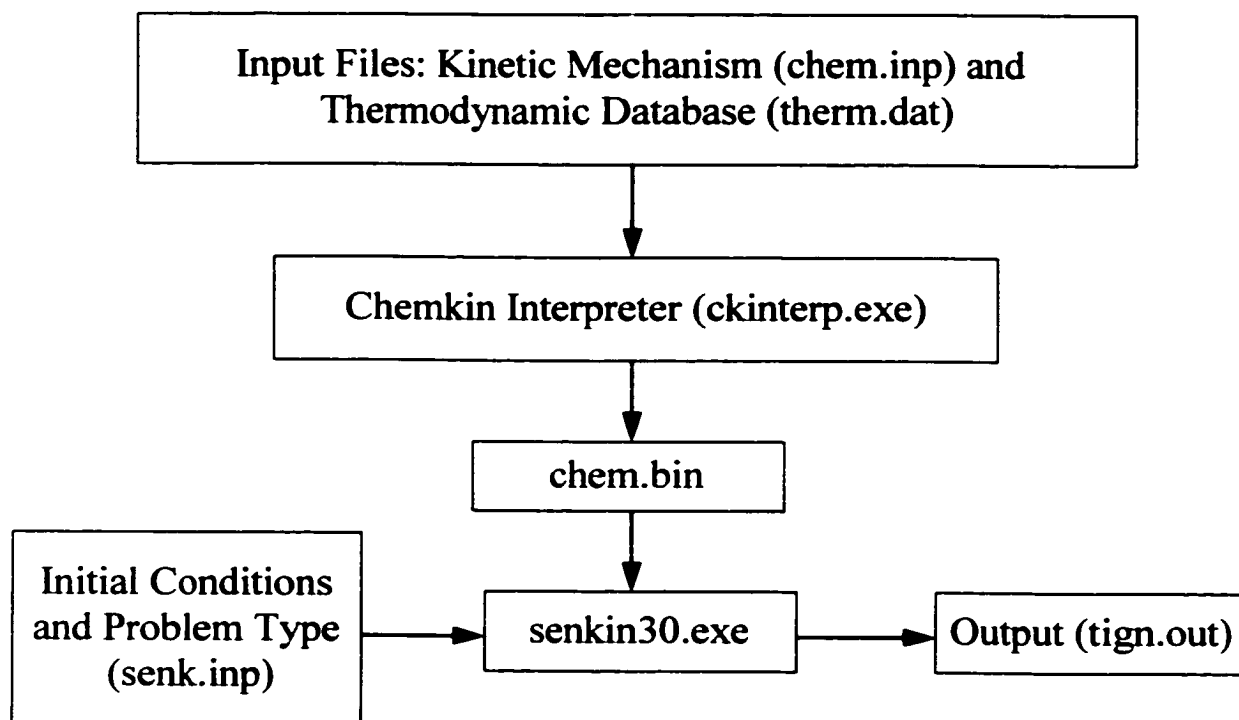 Input Files: Kinetic Mechanism (chem.inp) and
Thermodynamic Database (therm.dat)
Chemkin Interpreter (ckinterp.exe)
chem.bin
Initial Conditions
and Problem Type
(senk.inp)
senkin30.exe
Output (tign.out)